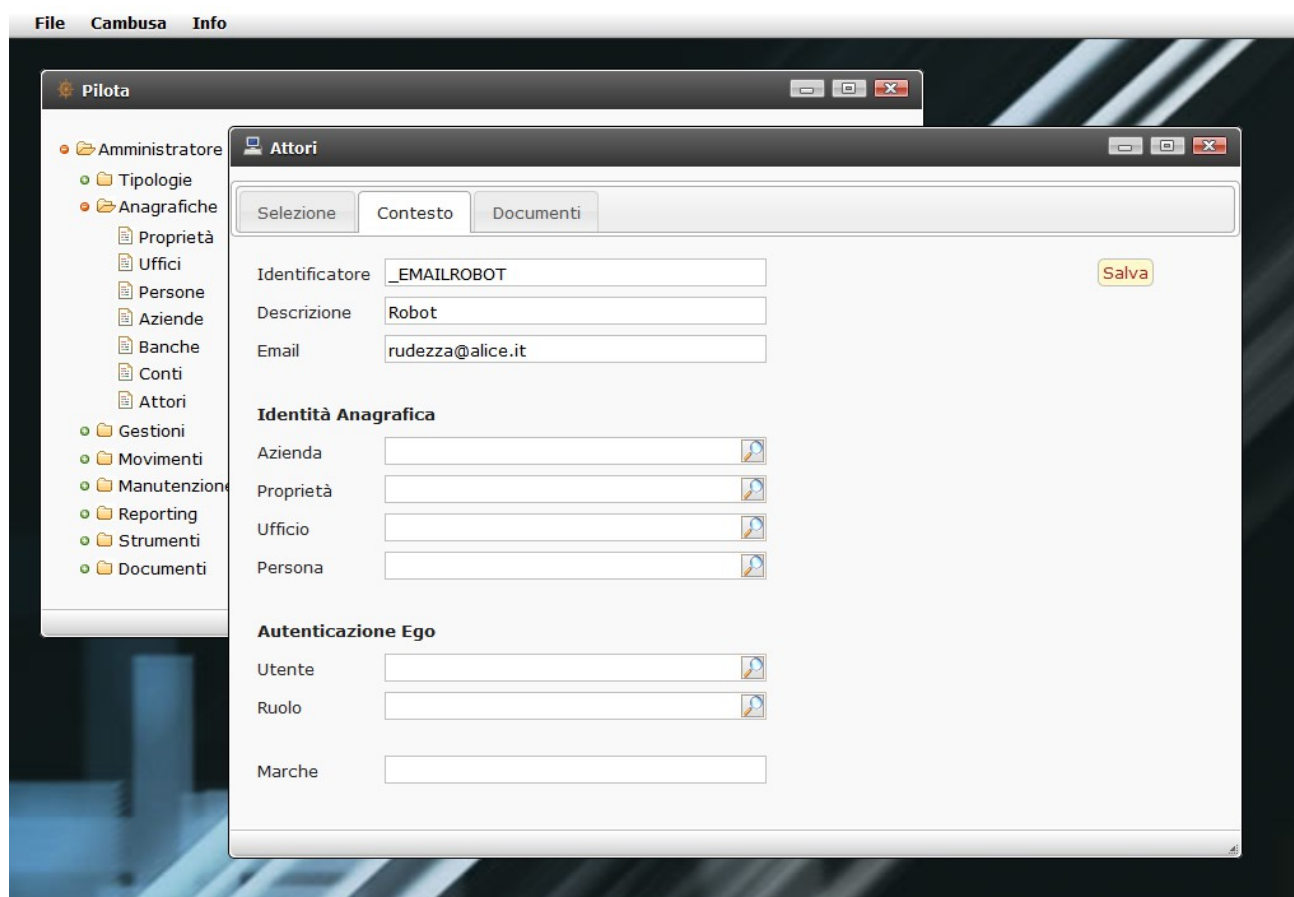 File Cambusa Info
Pilota
Amministratore
Tipologie
Anagrafiche
Proprietà
Uffici
Persone
Aziende
Banche
Conti
Attori
Gestioni
Movimenti
Manutenzione
Reporting
Strumenti
Documenti
Attori
Selezione Contesto Documenti
Identificatore _EMAILROBOT Salva
Descrizione Robot
Email rudezza@alice.it
Identità Anagrafica
Azienda
Proprietà
Ufficio
Persona
Autenticazione Ego
Utente
Ruolo
Marche